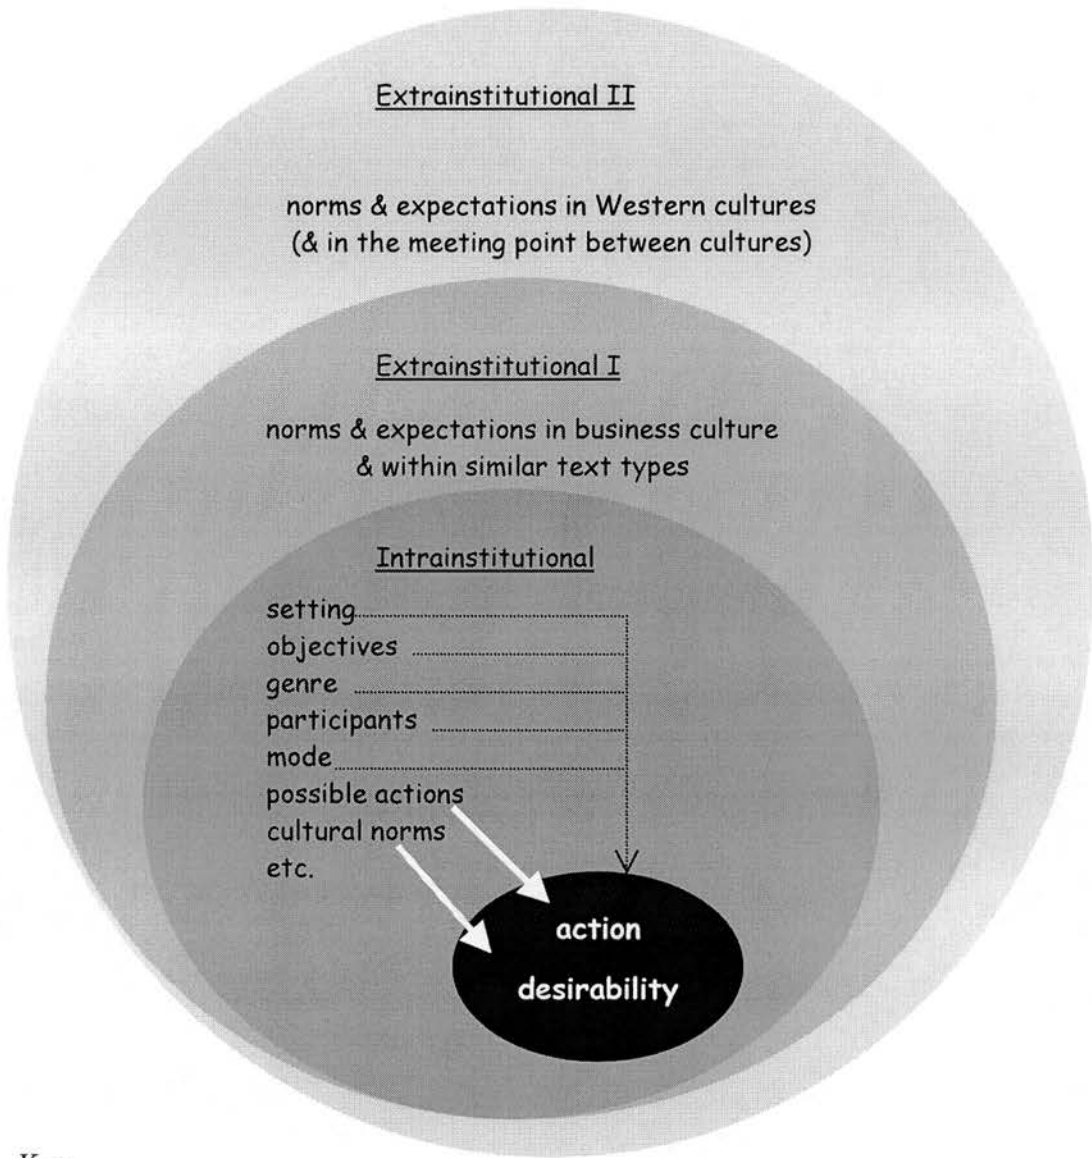 Extrainstitutional II
norms & expectations in Western cultures
(& in the meeting point between cultures)
Extrainstitutional I
norms & expectations in business culture
& within similar text types
Intrainstitutional
setting
objectives
genre
participants
mode
possible actions
cultural norms
etc.
action
desirability